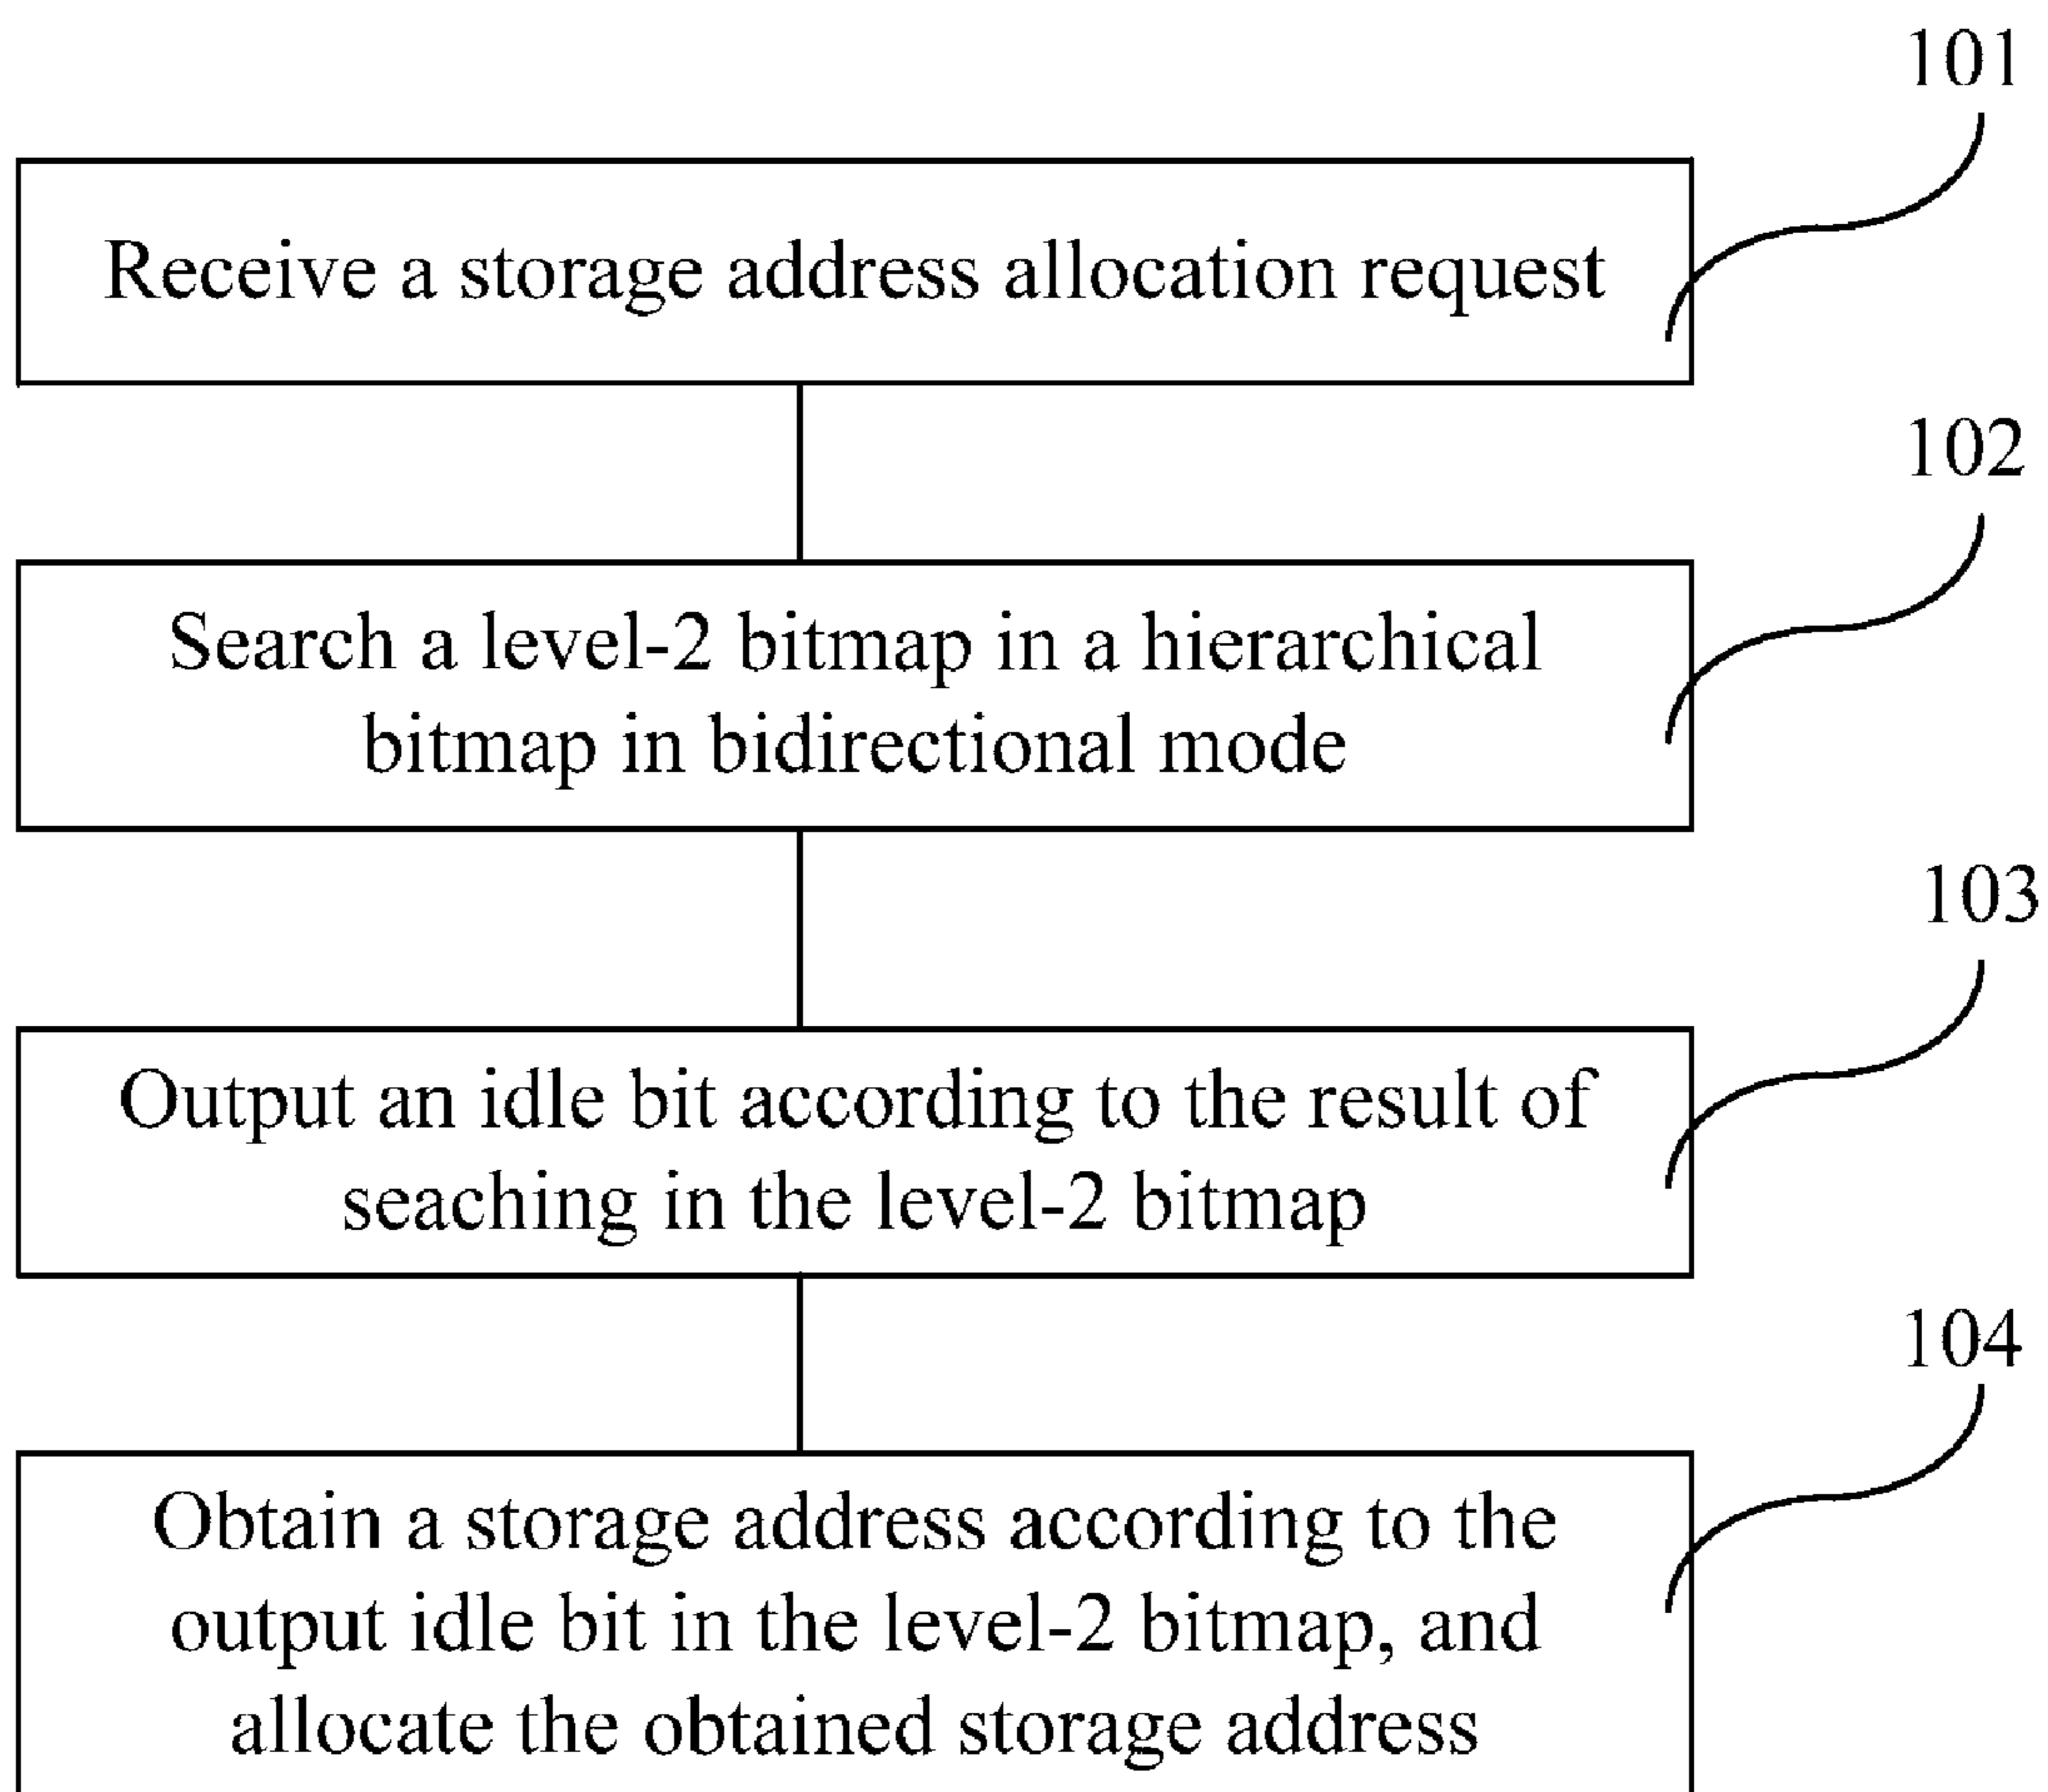 101
Receive a storage address allocation request
102
Search a level-2 bitmap in a hierarchical
bitmap in bidirectional mode
103
Output an idle bit according to the result of
seaching in the level-2 bitmap
104
Obtain a storage address according to the
output idle bit in the level-2 bitmap, and
allocate the obtained storage address